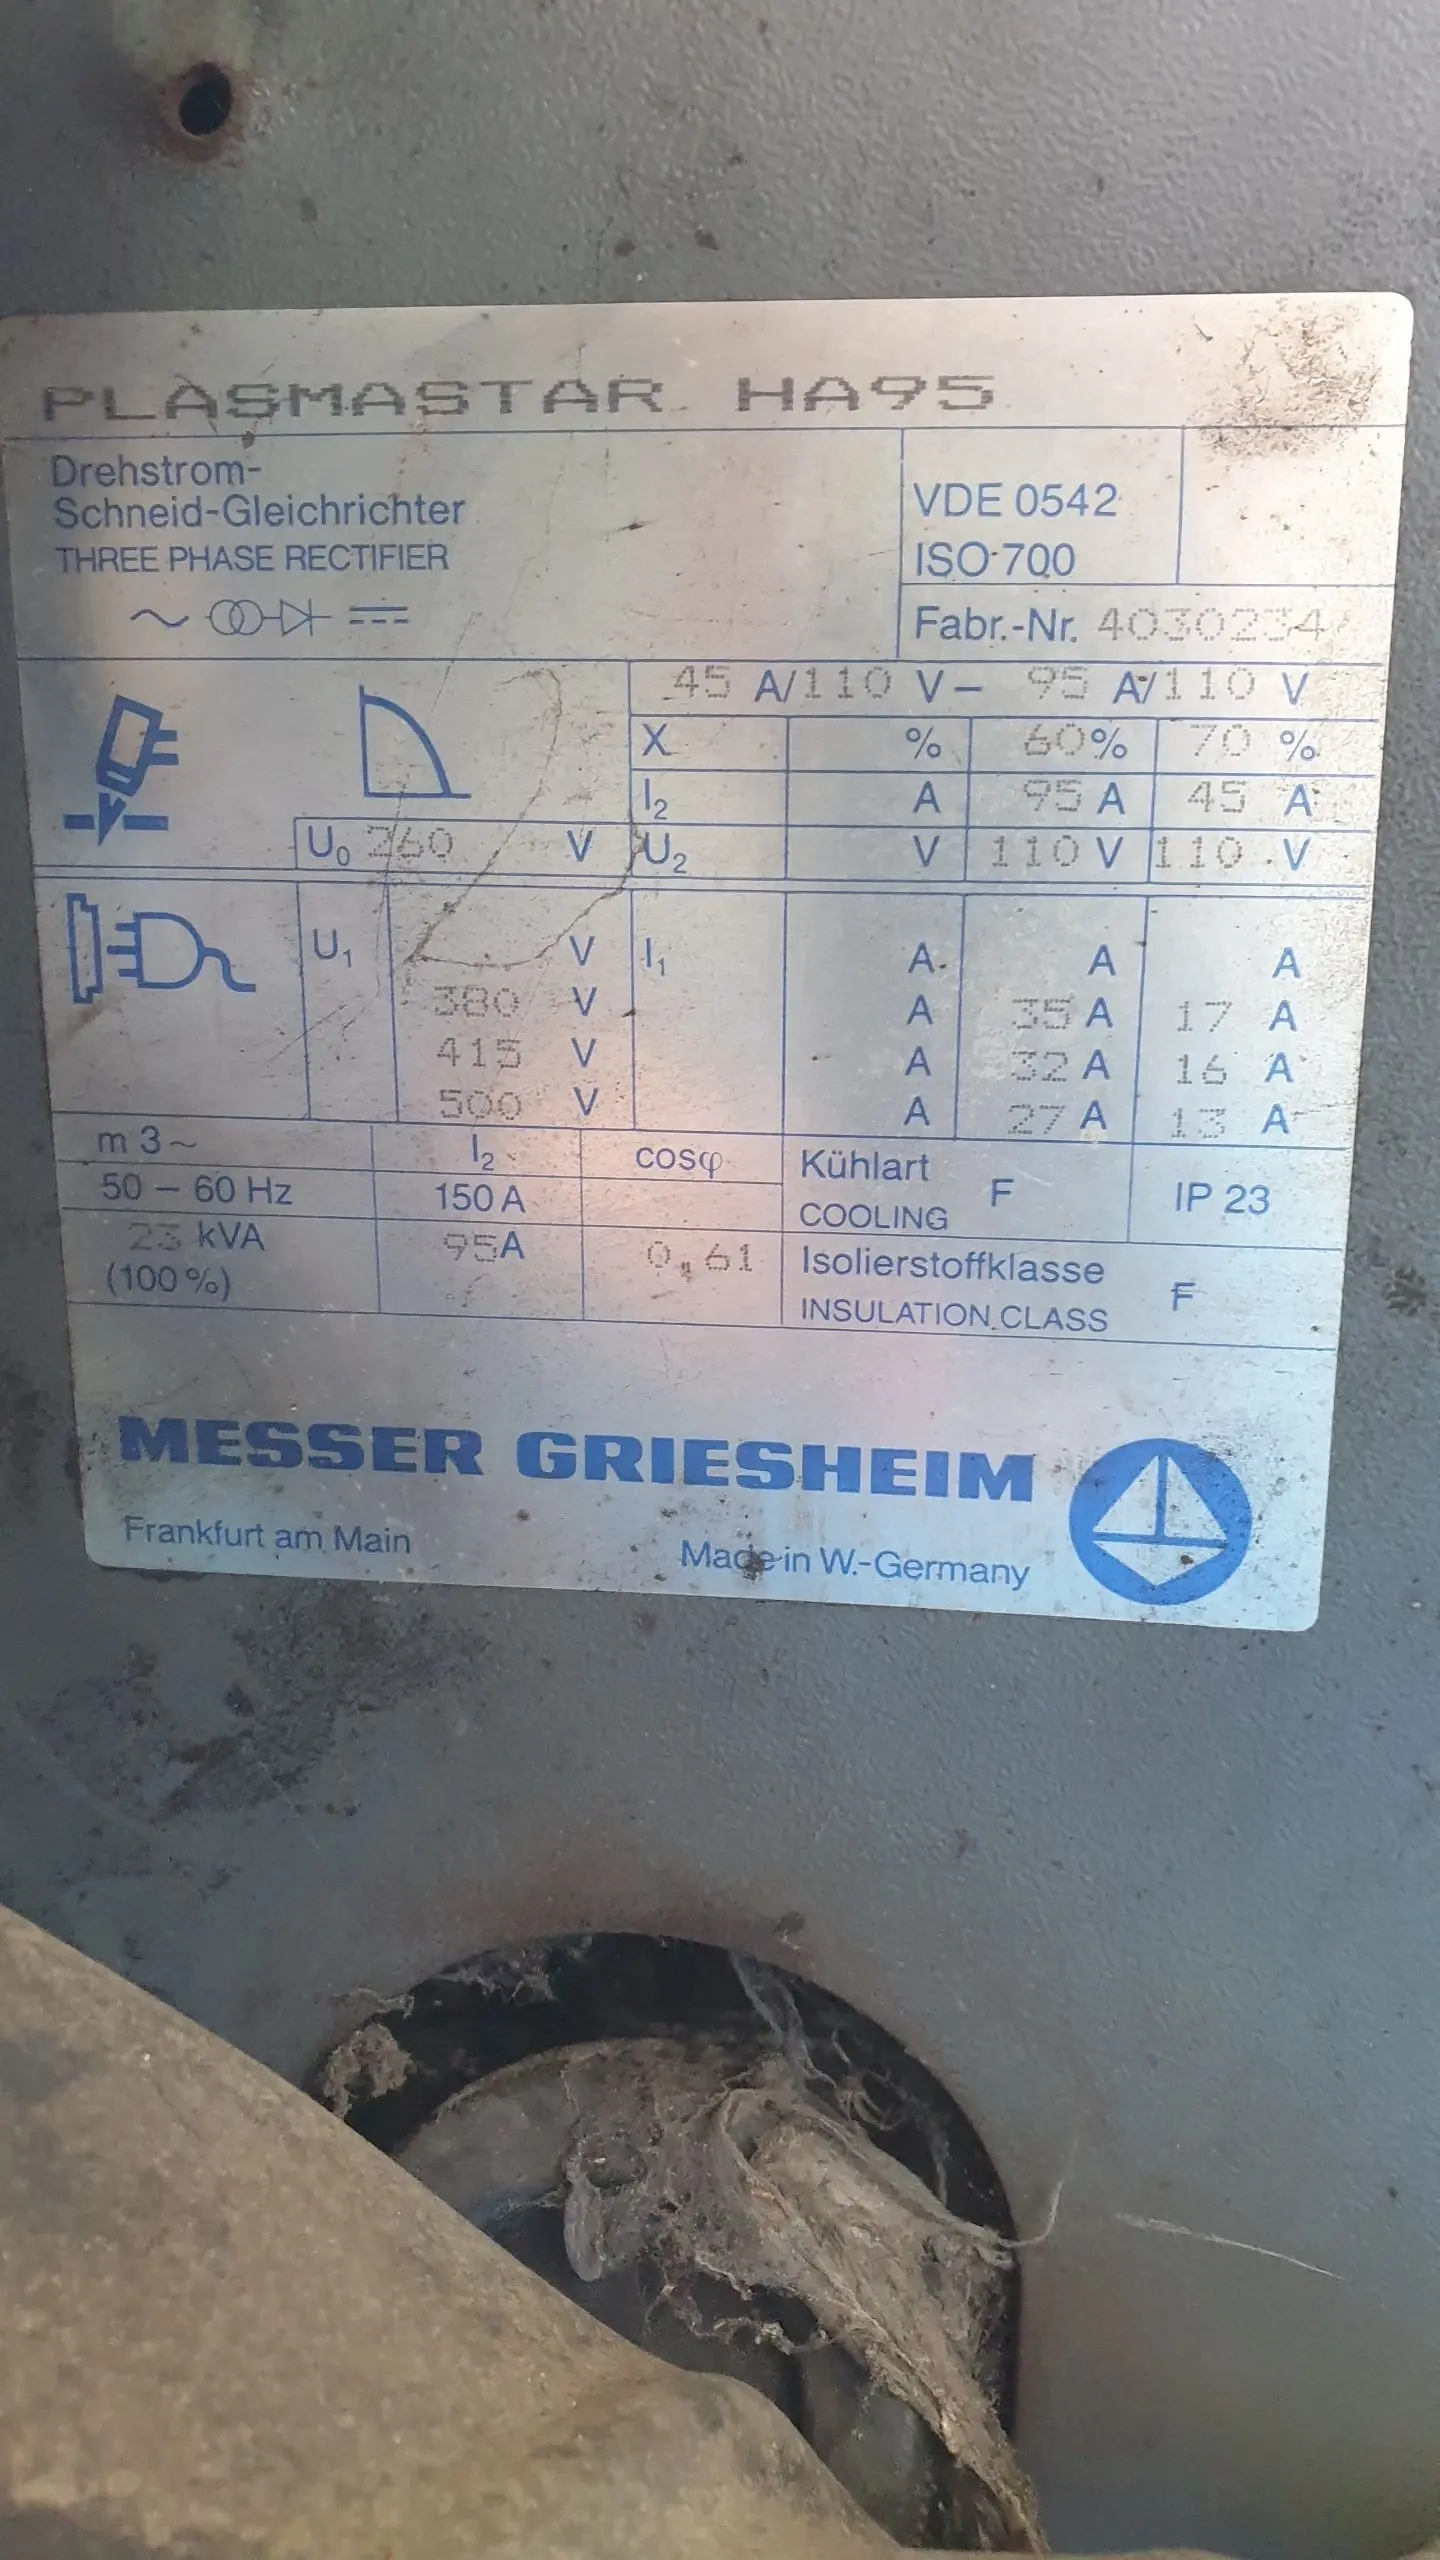 PLASMASTAR HA95
Drehstrom-
Schneid-Gleichrichter
THREE PHASE RECTIFIER
VDE 0542
ISO 700
Fabr.-Nr. 4030234
45 A/110 V – 95 A/110 V
X % 60% 70 %
I₂ A 95 A 45 A
U₀ 260 V U₂ V 110 V 110 V
U₁ V I₁ A A A
380 V A 35 A 17 A
415 V A 32 A 16 A
500 V A 27 A 13 A
m 3~ I₂ cosφ
50 – 60 Hz 150 A
23 kVA 95A 0,61
(100%)
Kühlart
COOLING F IP 23
Isolierstoffklasse
INSULATION CLASS F
MESSER GRIESHEIM
Frankfurt am Main Made in W.-Germany